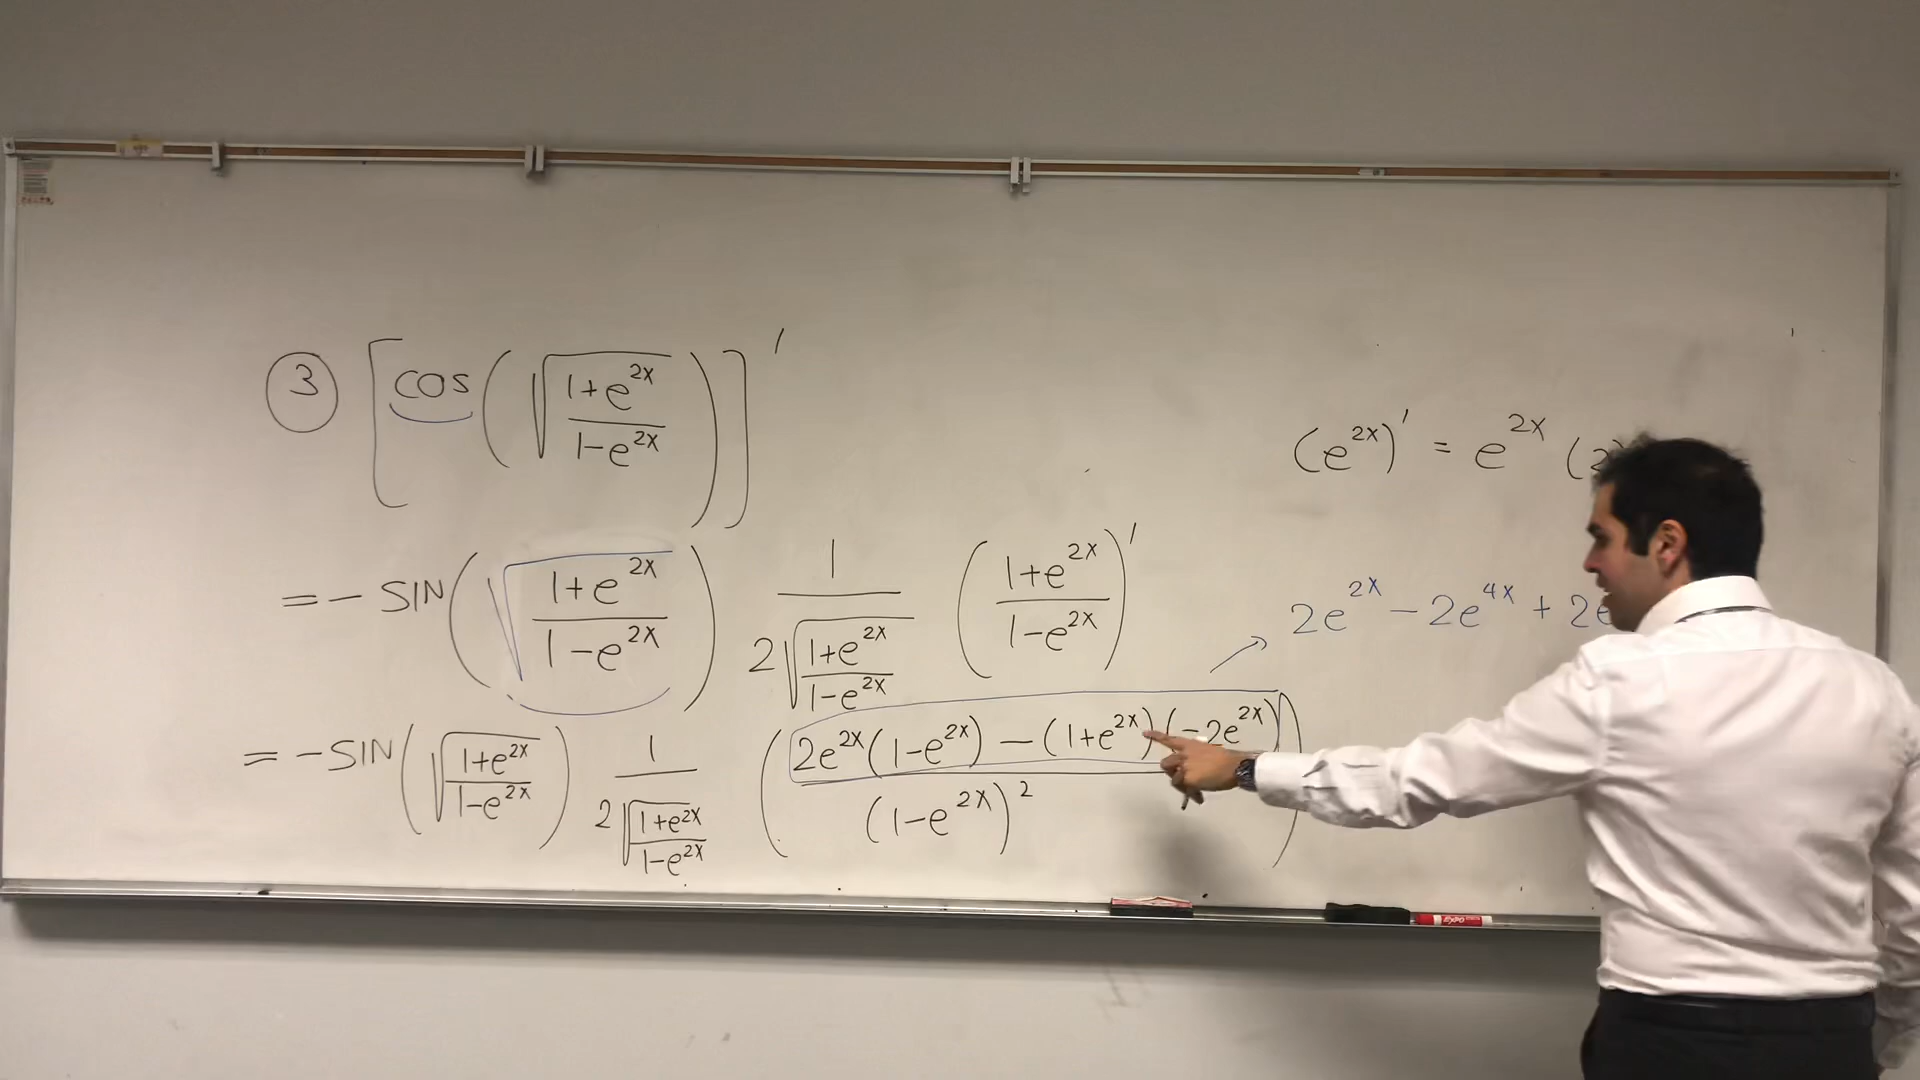 ③ [cos(√((1+e^{2x})/(1-e^{2x})))]'
(e^{2x})' = e^{2x} (2
= - SIN(√((1+e^{2x})/(1-e^{2x}))) 1/(2√((1+e^{2x})/(1-e^{2x}))) ((1+e^{2x})/(1-e^{2x}))'
2e^{2x} - 2e^{4x} + 2e
= - SIN(√((1+e^{2x})/(1-e^{2x}))) 1/(2√((1+e^{2x})/(1-e^{2x}))) ((2e^{2x}(1-e^{2x}) - (1+e^{2x})(-2e^{2x}))/(1-e^{2x})^2)
EXPO